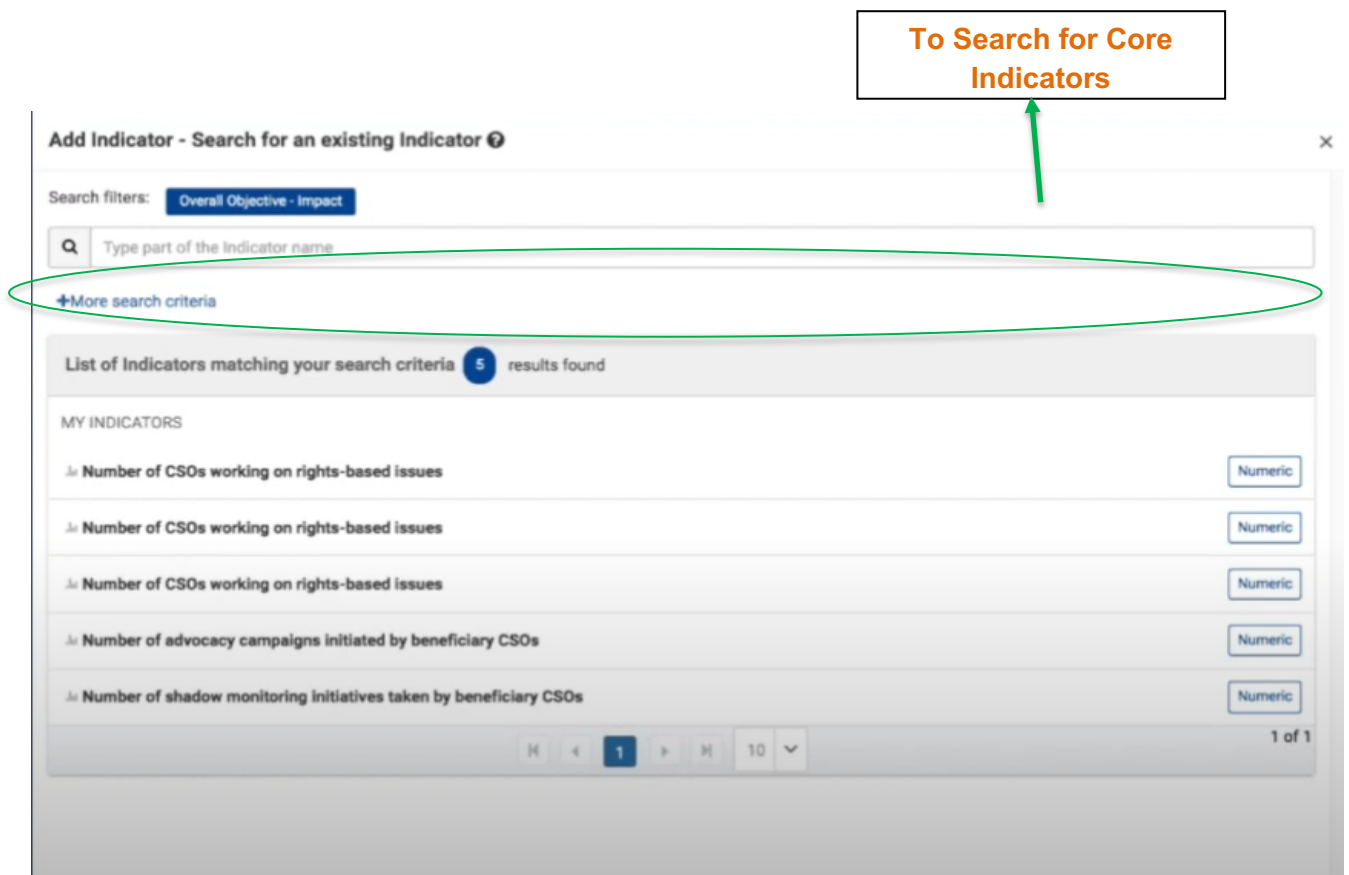 To Search for Core
Indicators
Add Indicator - Search for an existing Indicator
Search filters: Overall Objective - Impact
Type part of the Indicator name
+More search criteria
List of Indicators matching your search criteria 5 results found
MY INDICATORS
Number of CSOs working on rights-based issues Numeric
Number of CSOs working on rights-based issues Numeric
Number of CSOs working on rights-based issues Numeric
Number of advocacy campaigns initiated by beneficiary CSOs Numeric
Number of shadow monitoring initiatives taken by beneficiary CSOs Numeric
1 10 1 of 1